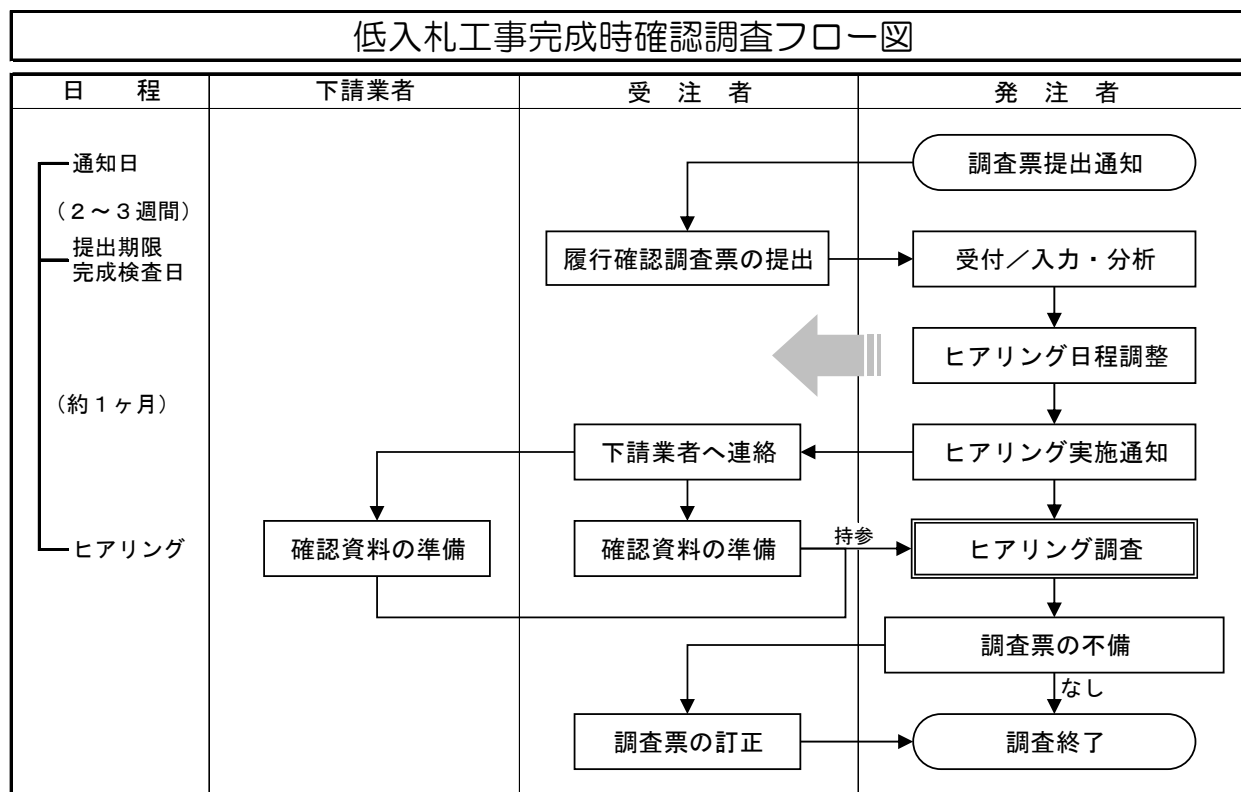 低入札工事完成時確認調査フロー図
日　　程
下請業者
受　注　者
発　注　者
通知日
調査票提出通知
（２～３週間）
提出期限
完成検査日
履行確認調査票の提出
受付／入力・分析
ヒアリング日程調整
（約１ヶ月）
下請業者へ連絡
ヒアリング実施通知
ヒアリング
確認資料の準備
確認資料の準備
持参
ヒアリング調査
調査票の不備
なし
調査票の訂正
調査終了